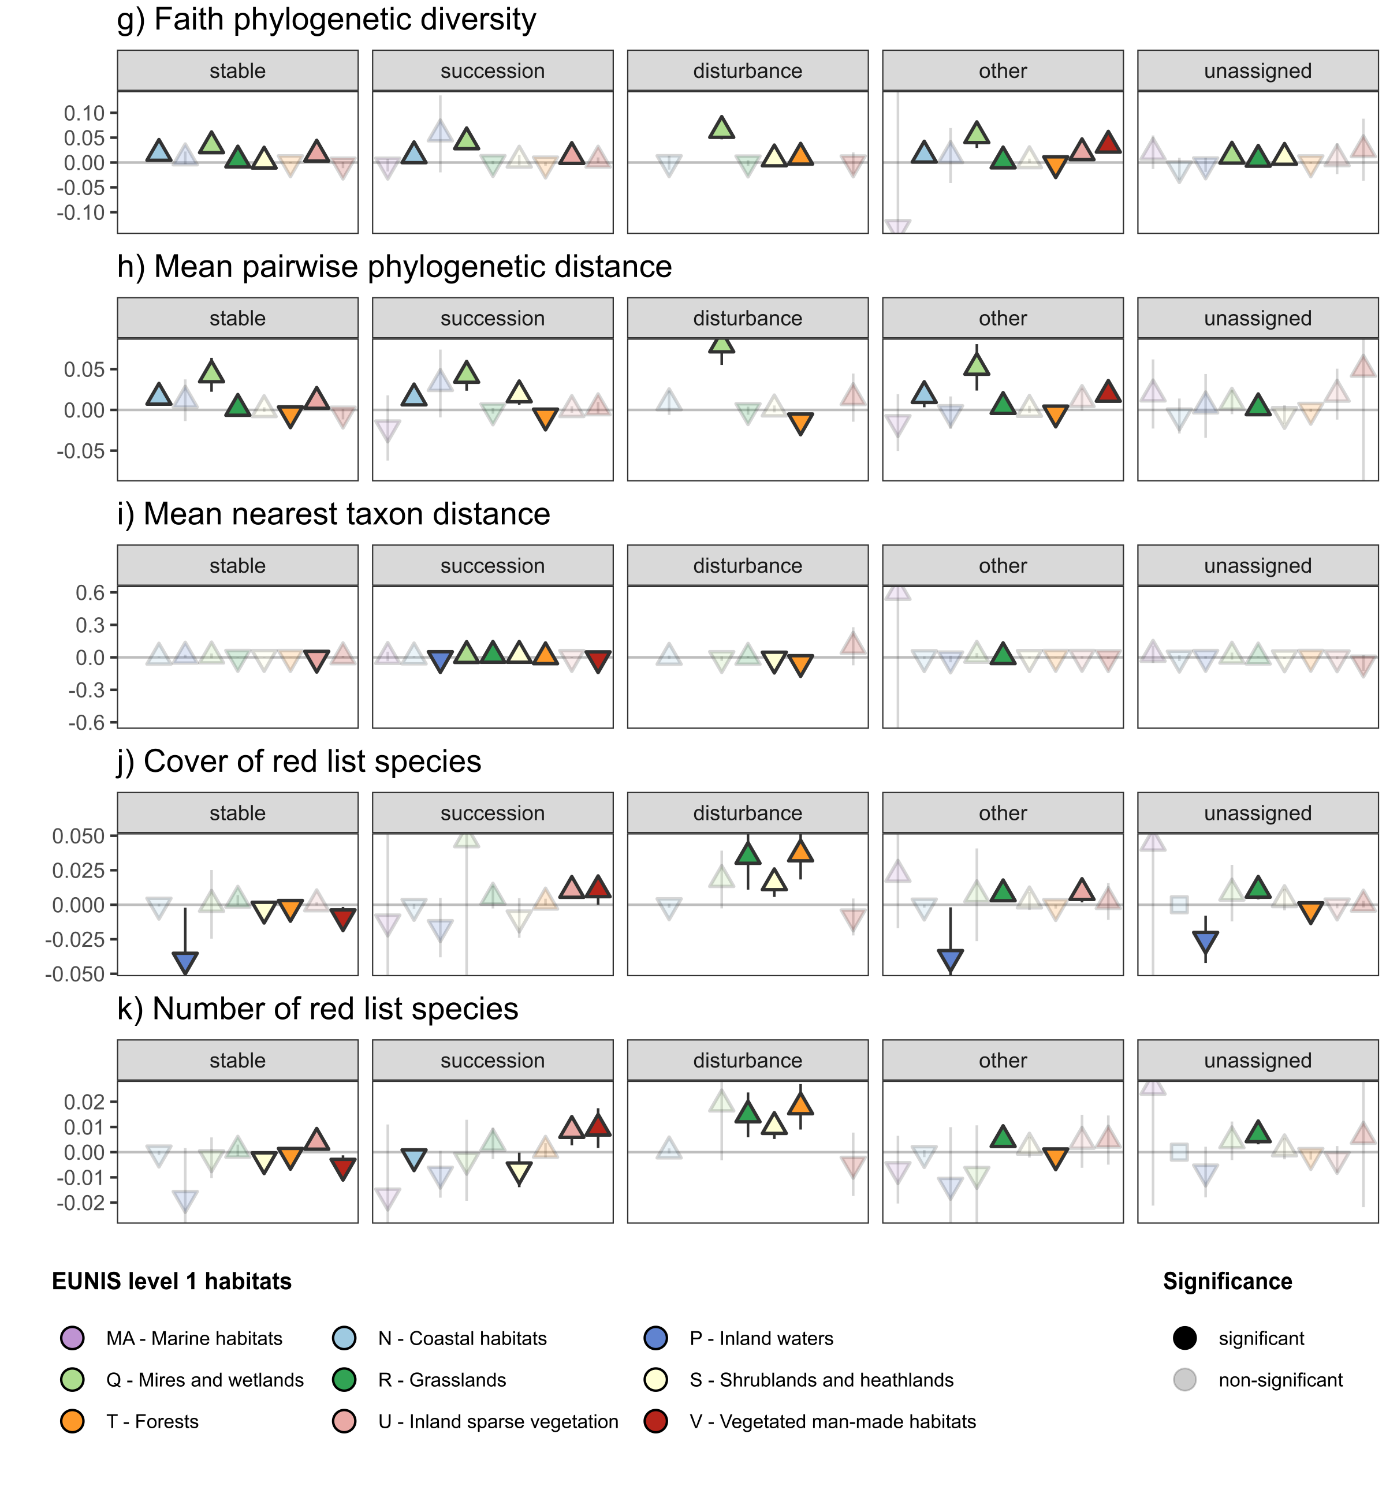 g) Faith phylogenetic diversity
stable succession disturbance other unassigned
0.10
0.05
0.00
-0.05
-0.10
h) Mean pairwise phylogenetic distance
stable succession disturbance other unassigned
0.05
0.00
-0.05
i) Mean nearest taxon distance
stable succession disturbance other unassigned
0.6
0.3
0.0
-0.3
-0.6
j) Cover of red list species
stable succession disturbance other unassigned
0.050
0.025
0.000
-0.025
-0.050
k) Number of red list species
stable succession disturbance other unassigned
0.02
0.01
0.00
-0.01
-0.02
EUNIS level 1 habitats Significance
MA - Marine habitats N - Coastal habitats P - Inland waters significant
Q - Mires and wetlands R - Grasslands S - Shrublands and heathlands non-significant
T - Forests U - Inland sparse vegetation V - Vegetated man-made habitats